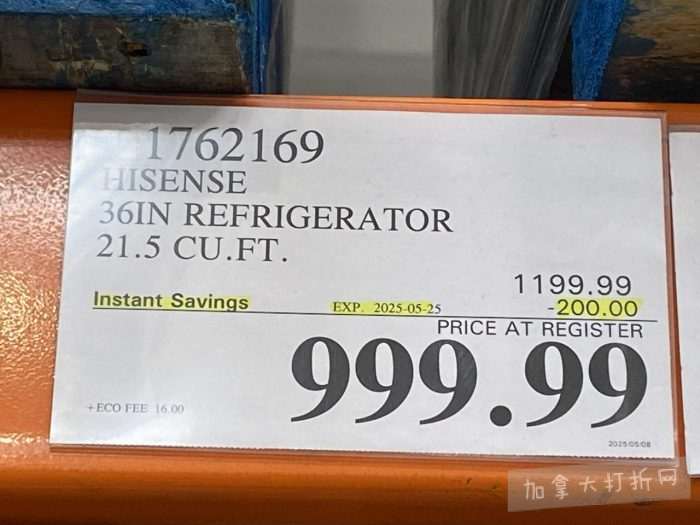 1762169
HISENSE
36IN REFRIGERATOR
21.5 CU.FT.
1199.99
Instant Savings EXP. 2025-05-25 -200.00
PRICE AT REGISTER
999.99
+ECO FEE 16.00
2025/05/08
加拿大打折网